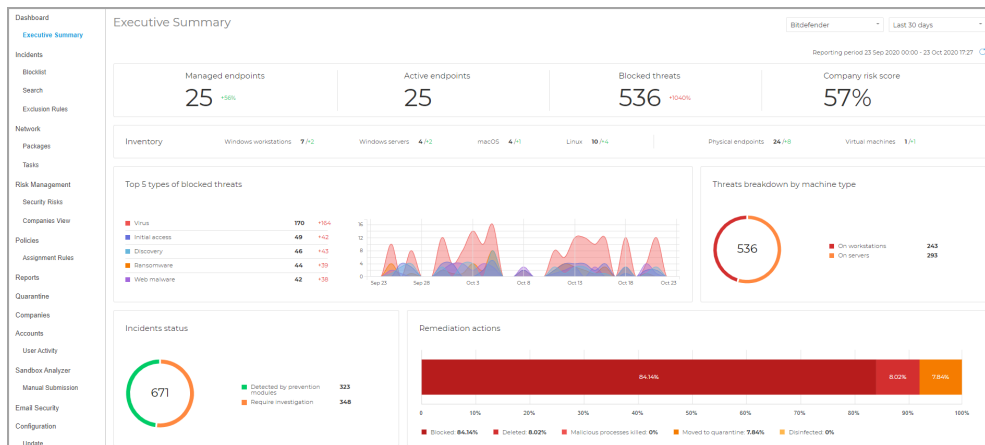 Dashboard
Executive Summary
Incidents
Blocklist
Search
Exclusion Rules
Network
Packages
Tasks
Risk Management
Security Risks
Companies View
Policies
Assignment Rules
Reports
Quarantine
Companies
Accounts
User Activity
Sandbox Analyzer
Manual Submission
Email Security
Configuration
Update
Executive Summary
Bitdefender
Last 30 days
Reporting period 23 Sep 2020 00:00 - 23 Oct 2020 17:27
Managed endpoints
25 +56%
Active endpoints
25
Blocked threats
536 +1040%
Company risk score
57%
Inventory Windows workstations 7 /+2 Windows servers 4 /+2 macOS 4 /+1 Linux 10 /+4 Physical endpoints 24 /+8 Virtual machines 1 /+1
Top 5 types of blocked threats
Virus 170 +164
Initial access 49 +42
Discovery 46 +43
Ransomware 44 +39
Web malware 42 +38
16
12
8
4
0
Sep 23 Sep 28 Oct 3 Oct 8 Oct 13 Oct 18 Oct 23
Threats breakdown by machine type
536
On workstations 243
On servers 293
Incidents status
671
Detected by prevention modules 323
Require investigation 348
Remediation actions
84.14% 8.02% 7.84%
0 10% 20% 30% 40% 50% 60% 70% 80% 90% 100%
Blocked: 84.14% Deleted: 8.02% Malicious processes killed: 0% Moved to quarantine: 7.84% Disinfected: 0%